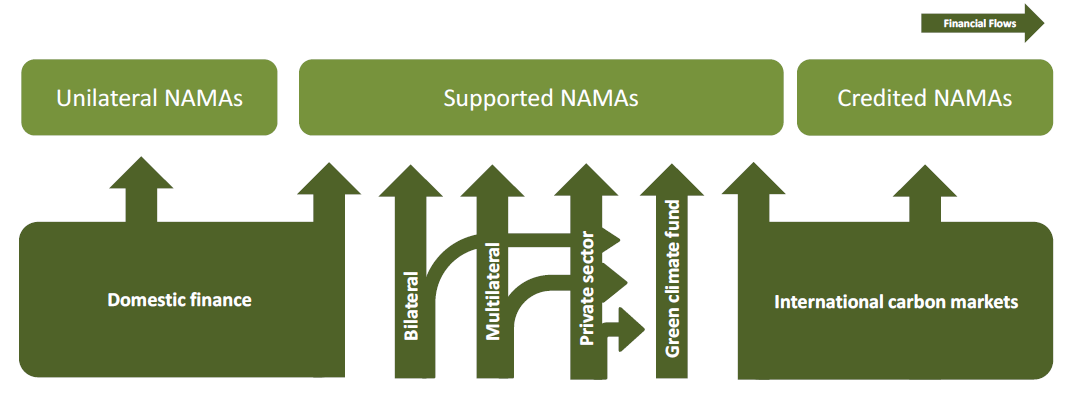 Financial Flows
Unilateral NAMAs
Supported NAMAs
Credited NAMAs
Domestic finance
Bilateral
Multilateral
Private sector
Green climate fund
International carbon markets